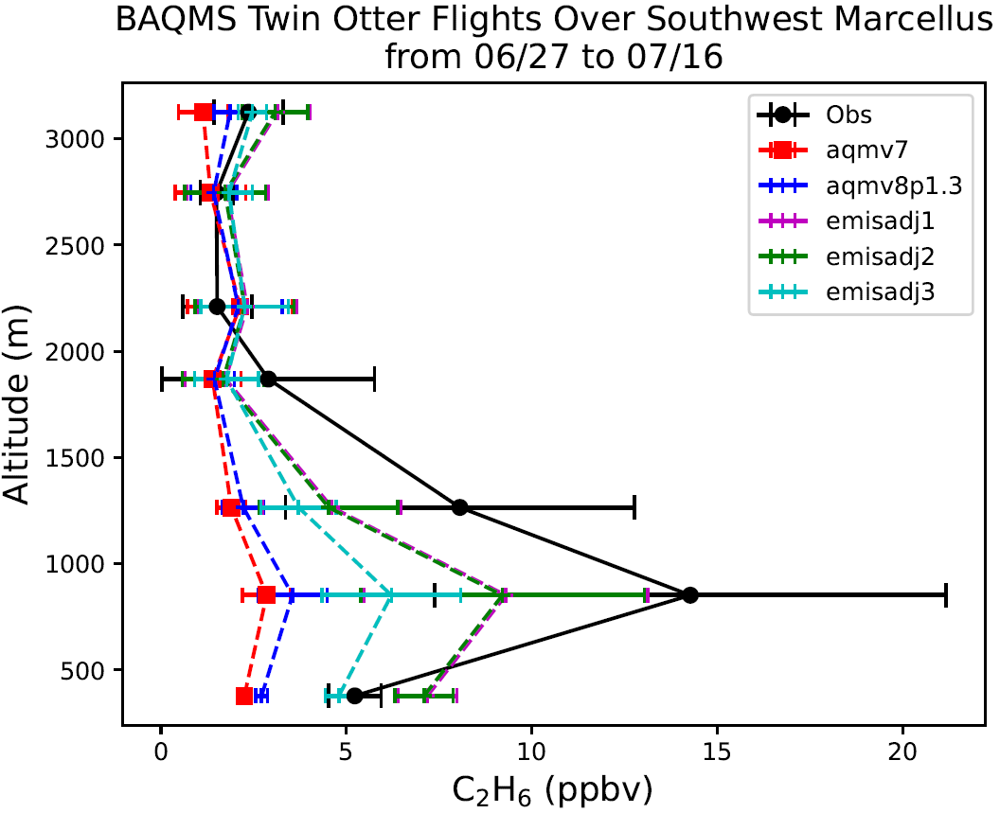 BAQMS Twin Otter Flights Over Southwest Marcellus
from 06/27 to 07/16
Obs
aqmv7
aqmv8p1.3
emisadj1
emisadj2
emisadj3
Altitude (m)
3000
2500
2000
1500
1000
500
0 5 10 15 20
C₂H₆ (ppbv)